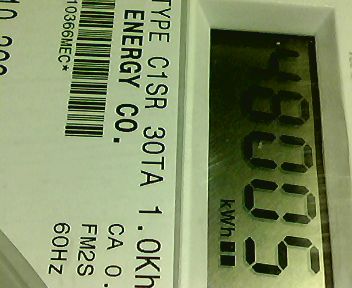 TYPE C1SR 30TA 1.0Kh
ENERGY CO.
10366MEC*
CA 0.
FM2S
60Hz
48005
kWh